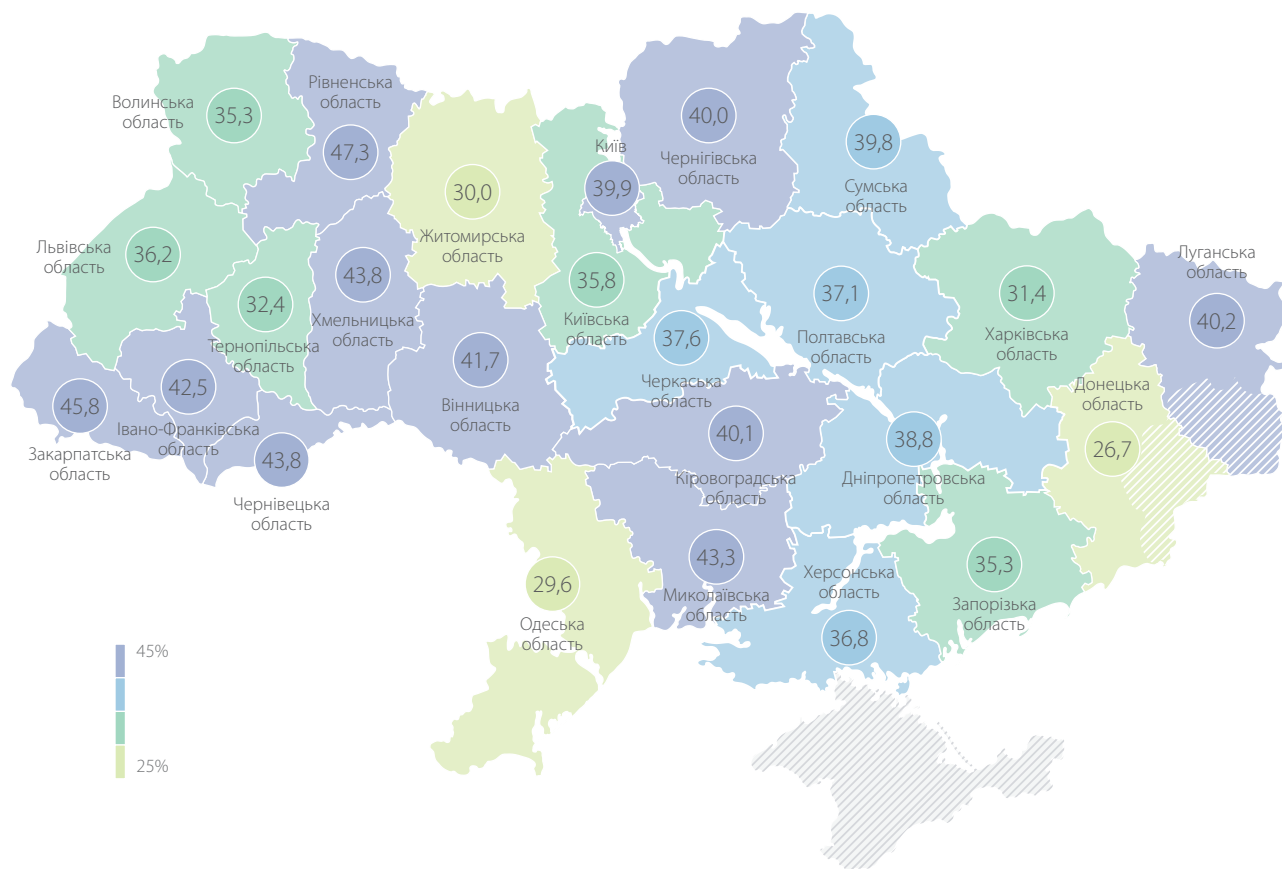 Волинська
область
35,3
Рівненська
область
47,3
30,0
Житомирська
область
Київ
39,9
40,0
Чернігівська
область
39,8
Сумська
область
Львівська
область
36,2
32,4
Тернопільська
область
43,8
Хмельницька
область
35,8
Київська
область
37,6
Черкаська
область
37,1
Полтавська
область
31,4
Харківська
область
Луганська
область
40,2
45,8
Закарпатська
область
42,5
Івано-Франківська
область
43,8
Чернівецька
область
41,7
Вінницька
область
40,1
Кіровоградська
область
38,8
Дніпропетровська
область
Донецька
область
26,7
29,6
Одеська
область
43,3
Миколаївська
область
Херсонська
область
36,8
35,3
Запорізька
область
45%
25%